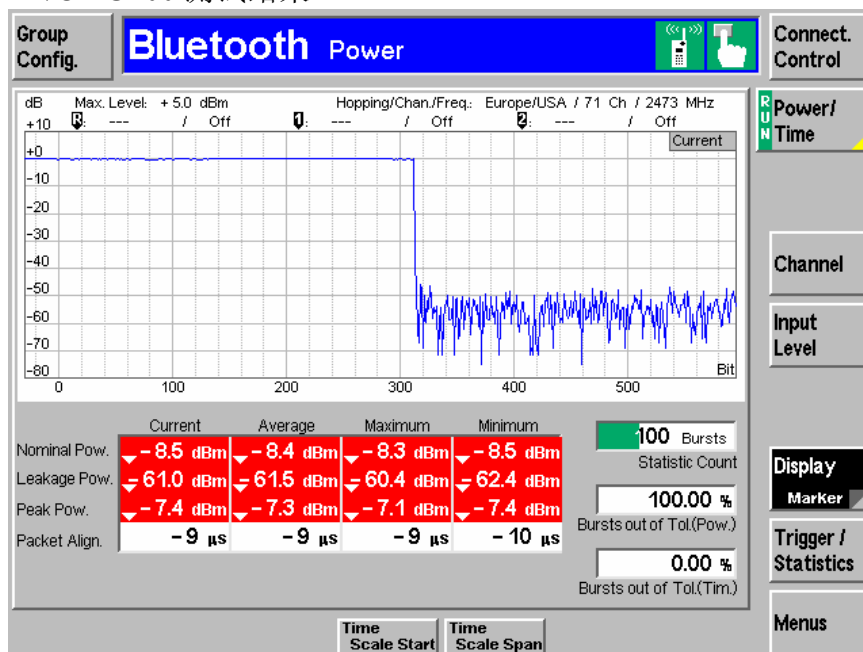 Group
Config.
Bluetooth Power
Connect.
Control
dB Max. Level: + 5.0 dBm Hopping/Chan./Freq.: Europe/USA / 71 Ch / 2473 MHz
+10 R: --- / Off 1: --- / Off 2: --- / Off
Current
+0
-10
-20
-30
-40
-50
-60
-70
-80
Bit
0 100 200 300 400 500
Current Average Maximum Minimum
Nominal Pow. - 8.5 dBm - 8.4 dBm - 8.3 dBm - 8.5 dBm
Leakage Pow. - 61.0 dBm - 61.5 dBm - 60.4 dBm - 62.4 dBm
Peak Pow. - 7.4 dBm - 7.3 dBm - 7.1 dBm - 7.4 dBm
Packet Align. - 9 µs - 9 µs - 9 µs - 10 µs
100 Bursts
Statistic Count
100.00 %
Bursts out of Tol.(Pow.)
0.00 %
Bursts out of Tol.(Tim.)
RUN
Power/
Time
Channel
Input
Level
Display
Marker
Trigger /
Statistics
Menus
Time
Scale Start
Time
Scale Span